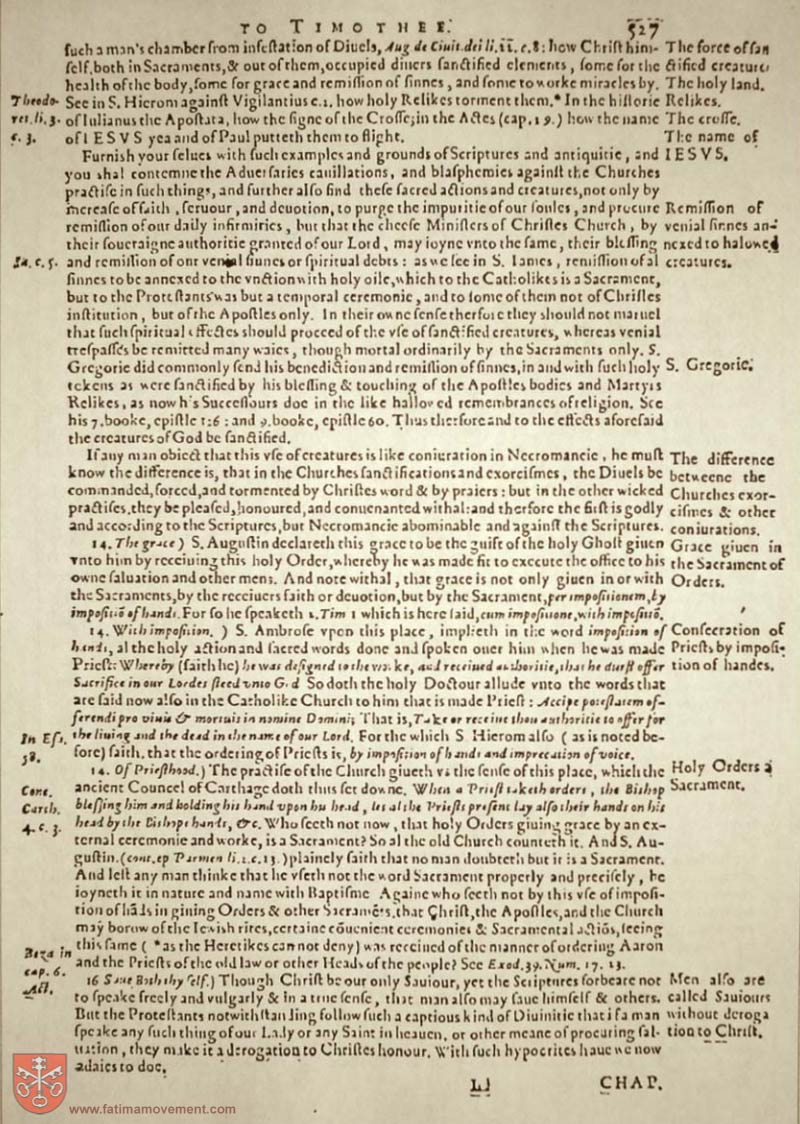 TO TIMOTHEE. 527
ſuch a man's chamber from infeſtation of Diuels, Aug de Ciuit. dei li. 22. c. 8: how Chriſt him-
ſelf, both in Sacraments, & out of them, occupied diuers ſanctified elements, ſome for the
health of the body, ſome for grace and remiſſion of ſinnes, and ſome to worke miracles by.
See in S. Hierom againſt Vigilantius c. 2. how holy Relikes torment them. * In the hiſtorie
of Iulianus the Apoſtata, how the ſigne of the Croſſe; in the Actes (cap. 19.) how the name
of IESVS yea and of Paul putteth them to flight.
Furniſh your ſelues with ſuch examples and grounds of Scriptures and antiquitie, and
you ſhal contemne the Aduerſaries cauillations, and blaſphemies againſt the Churches
practiſe in ſuch things, and further alſo find theſe ſacred actions and creatures, not only by
increaſe of faith, feruour, and deuotion, to purge the impuritie of our ſoules, and procure
remiſſion of our daily infirmities, but that the cheefe Miniſters of Chriſtes Church, by
their ſoueraigne authoritie granted of our Lord, may ioyne vnto the ſame, their bleſſing
and remiſſion of our venial ſinnes or ſpiritual debts: as we ſee in S. Iames, remiſſion of al
ſinnes to be annexed to the vnction with holy oile, which to the Catholikes is a Sacrament,
but to the Proteſtants was but a temporal ceremonie, and to ſome of them not of Chriſtes
inſtitution, but of the Apoſtles only. In their owne ſenſe therfore they ſhould not maruel
that ſuch ſpiritual effectes ſhould proceed of the vſe of ſanctified creatures, whereas venial
treſpaſſes be remitted many waies, though mortal ordinarily by the Sacraments only. S.
Gregorie did commonly ſend his benediction and remiſſion of ſinnes, in and with ſuch holy
tokens as were ſanctified by his bleſſing & touching of the Apoſtles bodies and Martyrs
Relikes, as now his Succeſſours doe in the like hallowed remembrances of religion. See
his 7. booke, epiſtle 126: and 9. booke, epiſtle 60. Thus therfore and to the effects aforeſaid
the creatures of God be ſanctified.
If any man obiect that this vſe of creatures is like coniuration in Necromancie, he muſt
know the difference is, that in the Churches ſanctifications and exorciſmes, the Diuels be
commanded, forced, and tormented by Chriſtes word & by praiers: but in the other wicked
practiſes, they be pleaſed, honoured, and conuenanted withal: and therfore the firſt is godly
and according to the Scriptures, but Necromancie abominable and againſt the Scriptures.
14. The grace) S. Auguſtin declareth this grace to be the guift of the holy Ghoſt giuen
vnto him by receiuing this holy Order, whereby he was made fit to execute the office to his
owne ſaluation and other mens. And note withal, that grace is not only giuen in or with
the Sacraments, by the receiuers faith or deuotion, but by the Sacrament, per impoſitionem, by
impoſitiō of hands. For ſo he ſpeaketh 2. Tim 1 which is here ſaid, cum impoſitione, with impoſitiō.
14. With impoſition.) S. Ambroſe vpon this place, implieth in the word impoſition of
hands, al the holy action and ſacred words done and ſpoken ouer him when he was made
Prieſt: Whereby (ſaith he) he was deſigned to the worke, and receiued authoritie, that he durſt offer
Sacrifice in our Lordes ſteed vnto God So doth the holy Doctour allude vnto the words that
are ſaid now alſo in the Catholike Church to him that is made Prieſt: Accipe poteſtatem of-
ferendi pro viuis & mortuis in nomine Domini; That is, Take or receiue thou authoritie to offer for
the liuing and the dead in the name of our Lord. For the which S Hierom alſo (as is noted be-
fore) ſaith, that the ordering of Prieſts is, by impoſition of hands and imprecation of voice.
14. Of Prieſthood.) The practiſe of the Church giueth vs the ſenſe of this place, which the
ancient Councel of Carthage doth thus ſet downe. When a Prieſt taketh orders, the Biſhop
bleſſing him and holding his hand vpon his head, let al the Prieſts preſent lay alſo their hands on his
head by the Biſhops hands, &c. Who ſeeth not now, that holy Orders giuing grace by an ex-
ternal ceremonie and worke, is a Sacrament? So al the old Church counteth it. And S. Au-
guſtin. (cont. ep Parmen li. 2. c. 13) plainely ſaith that no man doubteth but it is a Sacrament.
And leſt any man thinke that he vſeth not the word Sacrament properly and preciſely, he
ioyneth it in nature and name with Baptiſme Againe who ſeeth not by this vſe of impoſi-
tion of hāds in giuing Orders & other Sacramēts, that Chriſt, the Apoſtles, and the Church
may borow of the Iewiſh rites, certaine cōuenient ceremonies & Sacramental actiōs, ſeeing
this ſame (*as the Heretikes can not deny) was receiued of the manner of ordering Aaron
and the Prieſts of the old law or other Heads of the people? See Exod. 39. Num. 27. 23.
16 Saue both thy ſelf.) Though Chriſt be our only Sauiour, yet the Scriptures forbeare not
to ſpeake freely and vulgarly & in a true ſenſe, that man alſo may ſaue himſelf & others.
But the Proteſtants notwithſtanding follow ſuch a captious kind of Diuinitie that if a man
ſpeake any ſuch thing of our Lady or any Saint in heauen, or other meane of procuring ſal-
uation, they make it a derogation to Chriſtes honour. With ſuch hypocrites haue we now
adaies to doe.
Theodo-
ret. li. 3.
c. 3.
Ia. c. 5.
In Eſa.
58.
Conc.
Carth.
4. c. 3.
Beza in
cap. 6.
Act.
The force of ſan
ctified creatures
The holy land.
Relikes.
The croſſe.
The name of
IESVS.
Remiſſion of
venial ſinnes an-
nexed to halowed
creatures.
S. Gregorie.
The difference
betweene the
Churches exor-
ciſmes & other
coniurations.
Grace giuen in
the Sacrament of
Orders.
Conſecration of
Prieſts by impoſi-
tion of handes.
Holy Orders a
Sacrament.
Men alſo are
called Sauiours
without deroga
tion to Chriſt.
CHAP.
www.fatimamovement.com